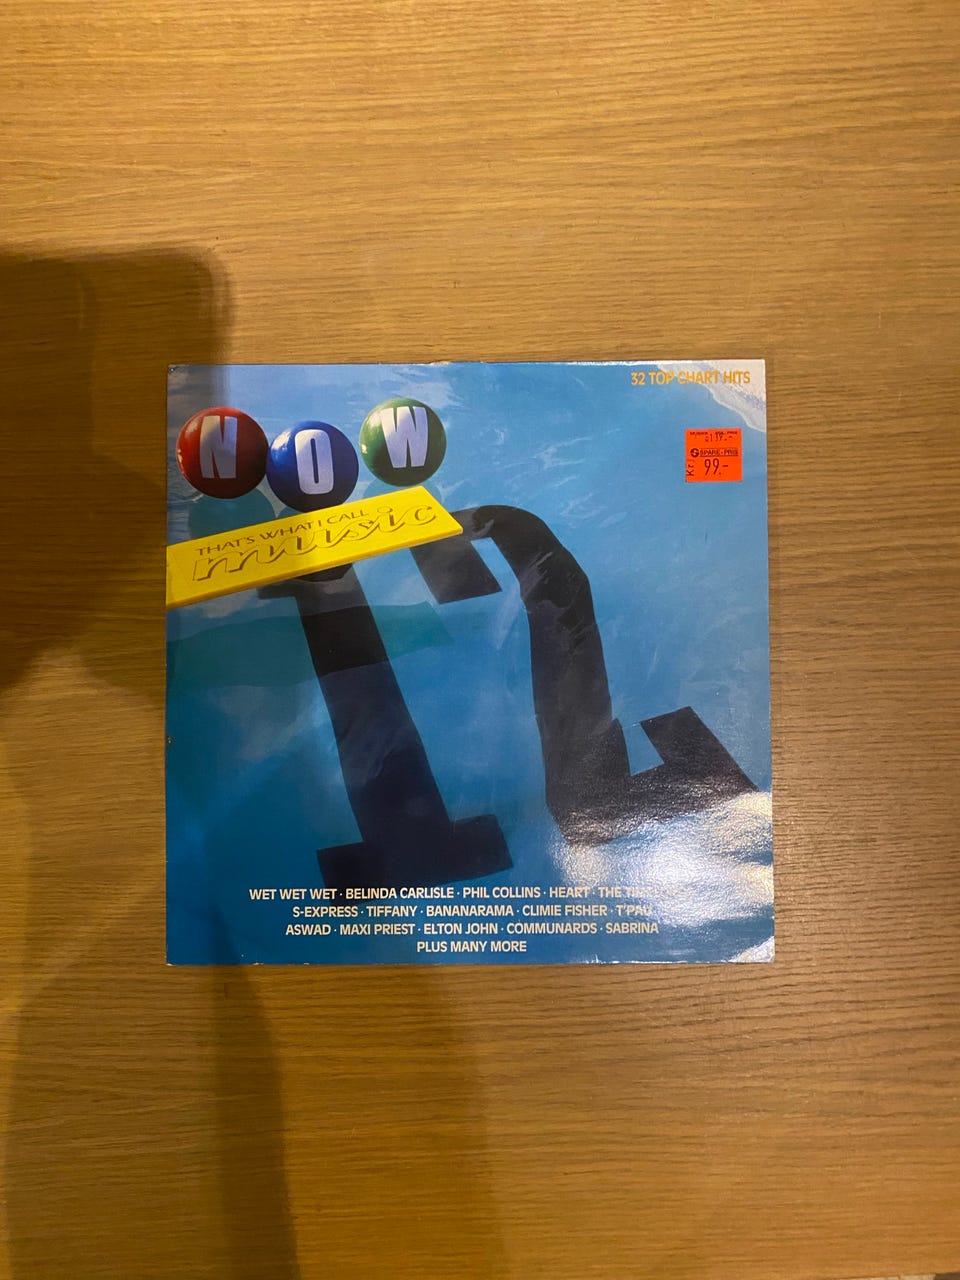 32 TOP CHART HITS
NOW
THAT'S WHAT I CALL
music
139.-
SPARE-PRIS
Kr. 99.-
12
WET WET WET · BELINDA CARLISLE · PHIL COLLINS · HEART · THE
S-EXPRESS · TIFFANY · BANANARAMA · CLIMIE FISHER · T'PAU
ASWAD · MAXI PRIEST · ELTON JOHN · COMMUNARDS · SABRINA
PLUS MANY MORE